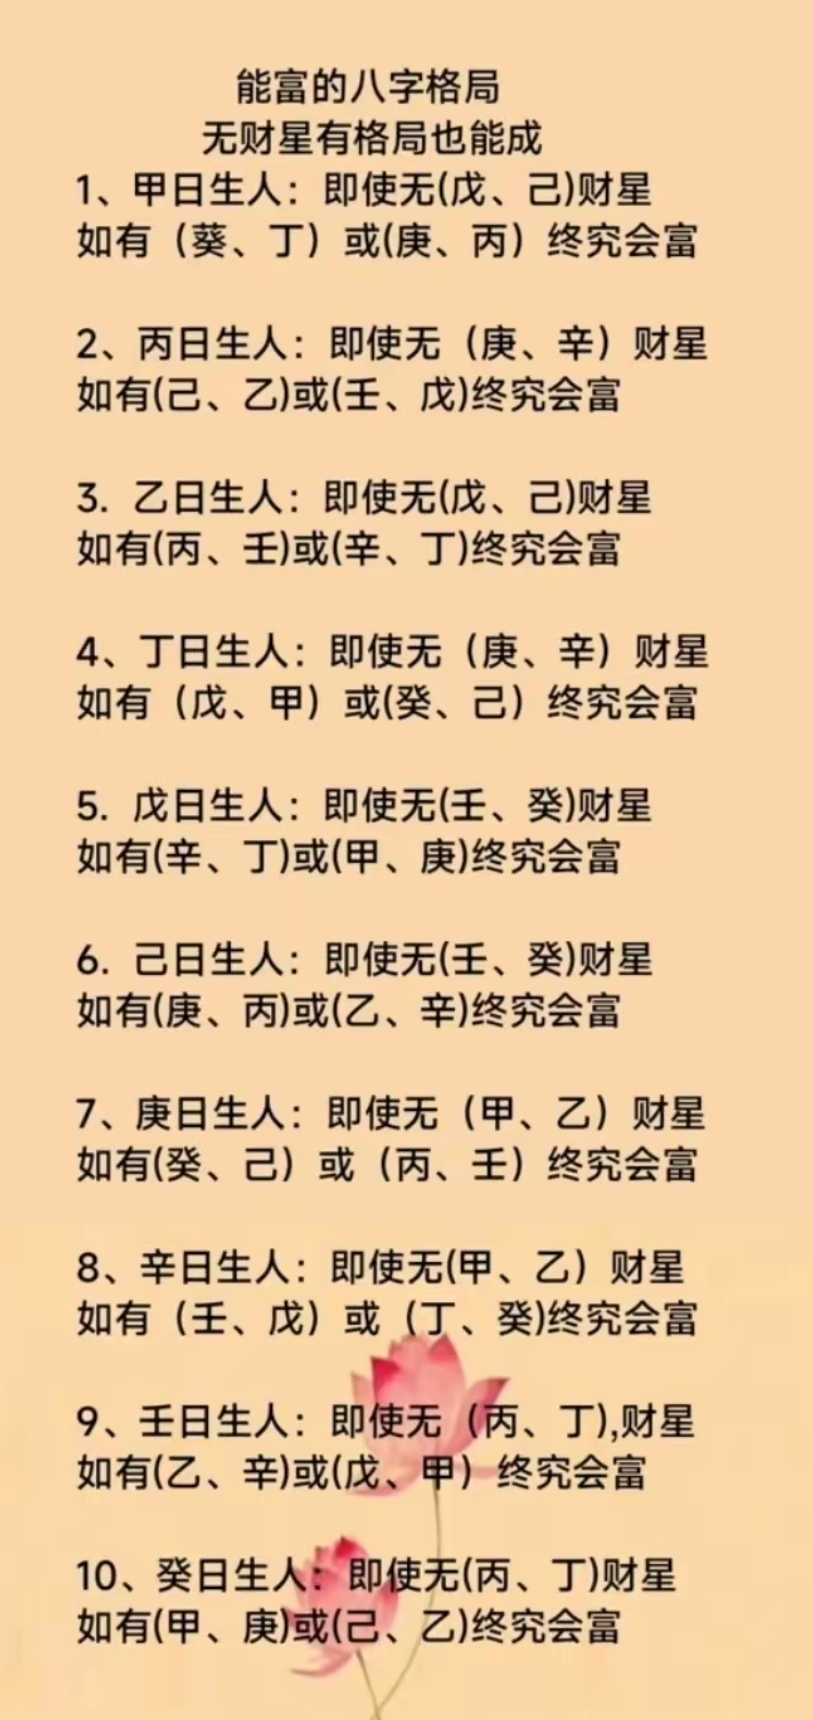 能富的八字格局
无财星有格局也能成
1、甲日生人：即使无(戊、己)财星
如有（葵、丁）或(庚、丙）终究会富
2、丙日生人：即使无（庚、辛）财星
如有(己、乙)或(壬、戊)终究会富
3. 乙日生人：即使无(戊、己)财星
如有(丙、壬)或(辛、丁)终究会富
4、丁日生人：即使无（庚、辛）财星
如有（戊、甲）或(癸、己）终究会富
5. 戊日生人：即使无(壬、癸)财星
如有(辛、丁)或(甲、庚)终究会富
6. 己日生人：即使无(壬、癸)财星
如有(庚、丙)或(乙、辛)终究会富
7、庚日生人：即使无（甲、乙）财星
如有(癸、己）或（丙、壬）终究会富
8、辛日生人：即使无(甲、乙）财星
如有（壬、戊）或（丁、癸)终究会富
9、壬日生人：即使无（丙、丁),财星
如有(乙、辛)或(戊、甲）终究会富
10、癸日生人：即使无(丙、丁)财星
如有(甲、庚)或(己、乙)终究会富